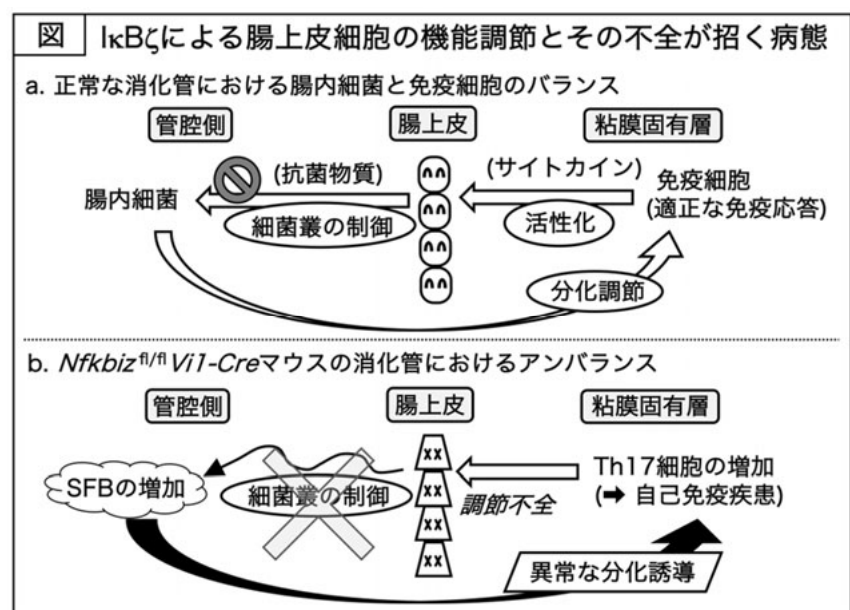 図 IκBζによる腸上皮細胞の機能調節とその不全が招く病態
a. 正常な消化管における腸内細菌と免疫細胞のバランス
管腔側 腸上皮 粘膜固有層
(抗菌物質) (サイトカイン) 免疫細胞
腸内細菌 (適正な免疫応答)
細菌叢の制御 活性化
分化調節
b. Nfkbiz fl/fl Vi1-Creマウスの消化管におけるアンバランス
管腔側 腸上皮 粘膜固有層
SFBの増加 細菌叢の制御 調節不全 Th17細胞の増加
(➡ 自己免疫疾患)
異常な分化誘導